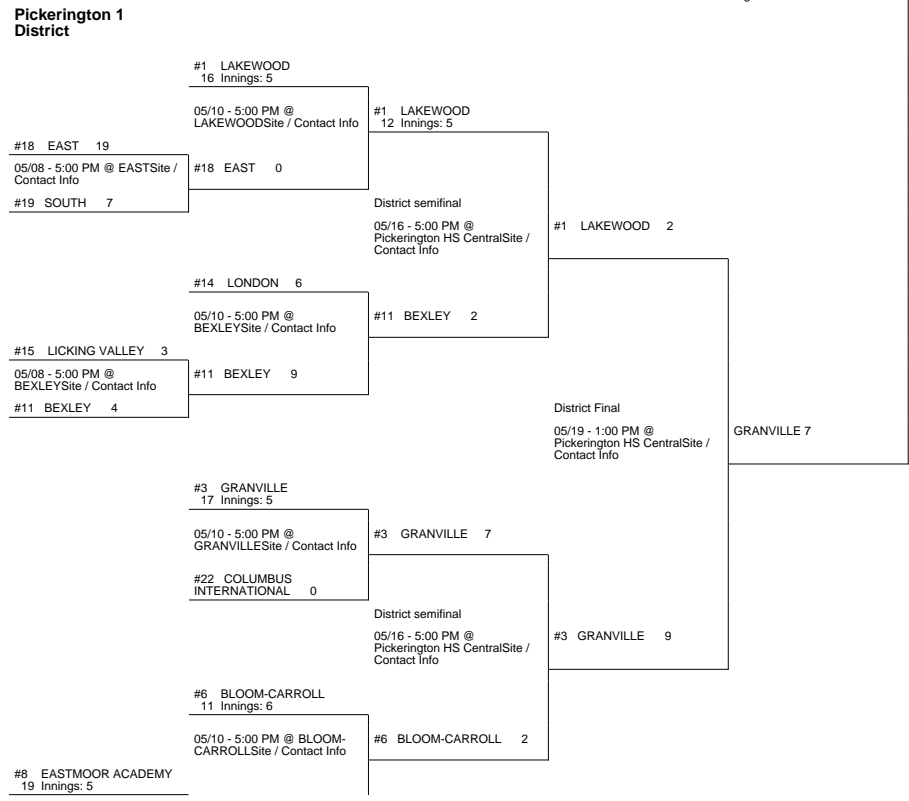 Pickerington 1
District
#1 LAKEWOOD
16 Innings: 5
05/10 - 5:00 PM @
LAKEWOODSite / Contact Info
#1 LAKEWOOD
12 Innings: 5
#18 EAST 19
05/08 - 5:00 PM @ EASTSite /
Contact Info
#18 EAST 0
#19 SOUTH 7
District semifinal
05/16 - 5:00 PM @
Pickerington HS CentralSite /
Contact Info
#1 LAKEWOOD 2
#14 LONDON 6
05/10 - 5:00 PM @
BEXLEYSite / Contact Info
#11 BEXLEY 2
#15 LICKING VALLEY 3
05/08 - 5:00 PM @
BEXLEYSite / Contact Info
#11 BEXLEY 9
#11 BEXLEY 4
District Final
05/19 - 1:00 PM @
Pickerington HS CentralSite /
Contact Info
GRANVILLE 7
#3 GRANVILLE
17 Innings: 5
05/10 - 5:00 PM @
GRANVILLESite / Contact Info
#3 GRANVILLE 7
#22 COLUMBUS
INTERNATIONAL 0
District semifinal
05/16 - 5:00 PM @
Pickerington HS CentralSite /
Contact Info
#3 GRANVILLE 9
#6 BLOOM-CARROLL
11 Innings: 6
05/10 - 5:00 PM @ BLOOM-
CARROLLSite / Contact Info
#6 BLOOM-CARROLL 2
#8 EASTMOOR ACADEMY
19 Innings: 5